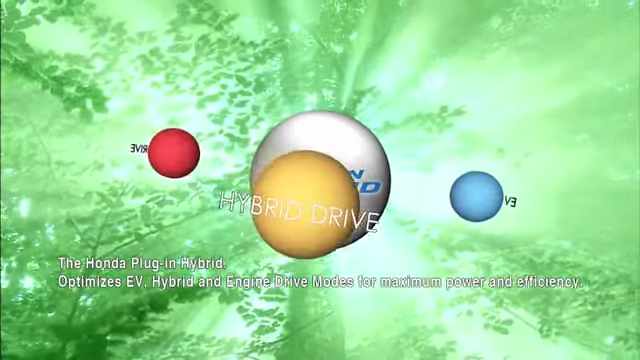 HYBRID DRIVE
The Honda Plug-in Hybrid.
Optimizes EV, Hybrid and Engine Drive Modes for maximum power and efficiency.
EV